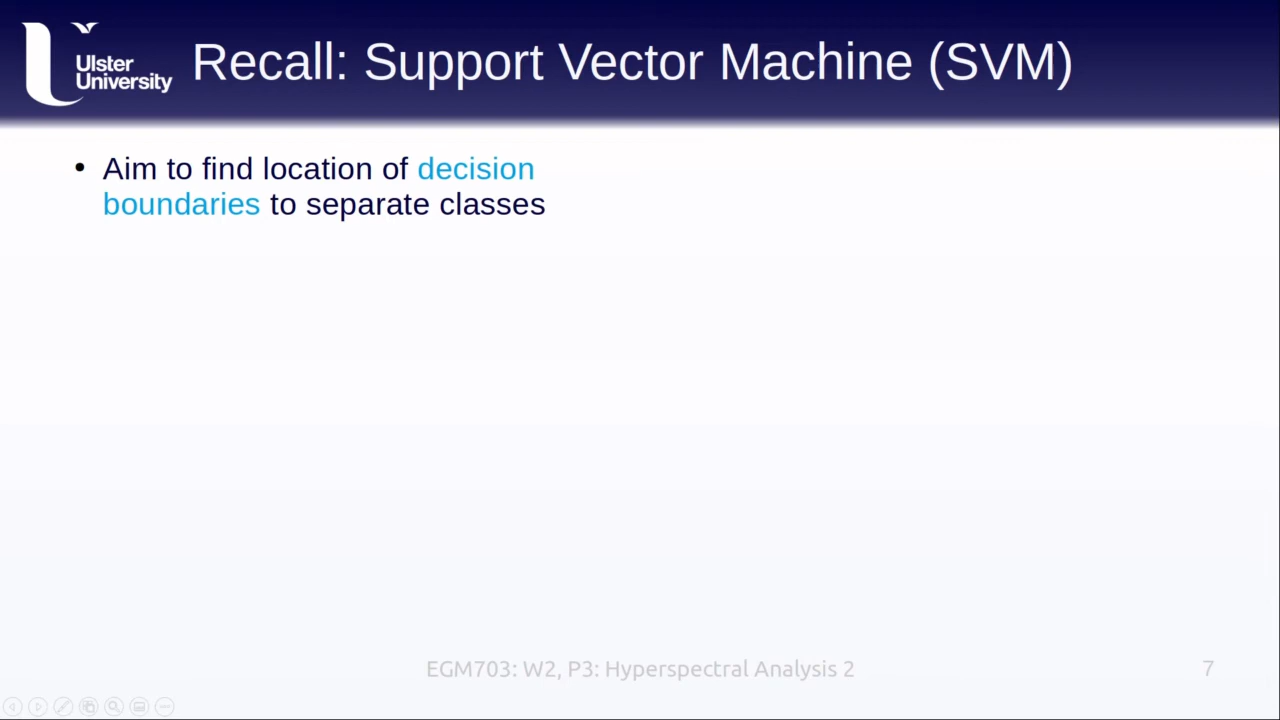 Ulster
University
Recall: Support Vector Machine (SVM)
• Aim to find location of decision
boundaries to separate classes
EGM703: W2, P3: Hyperspectral Analysis 2
7